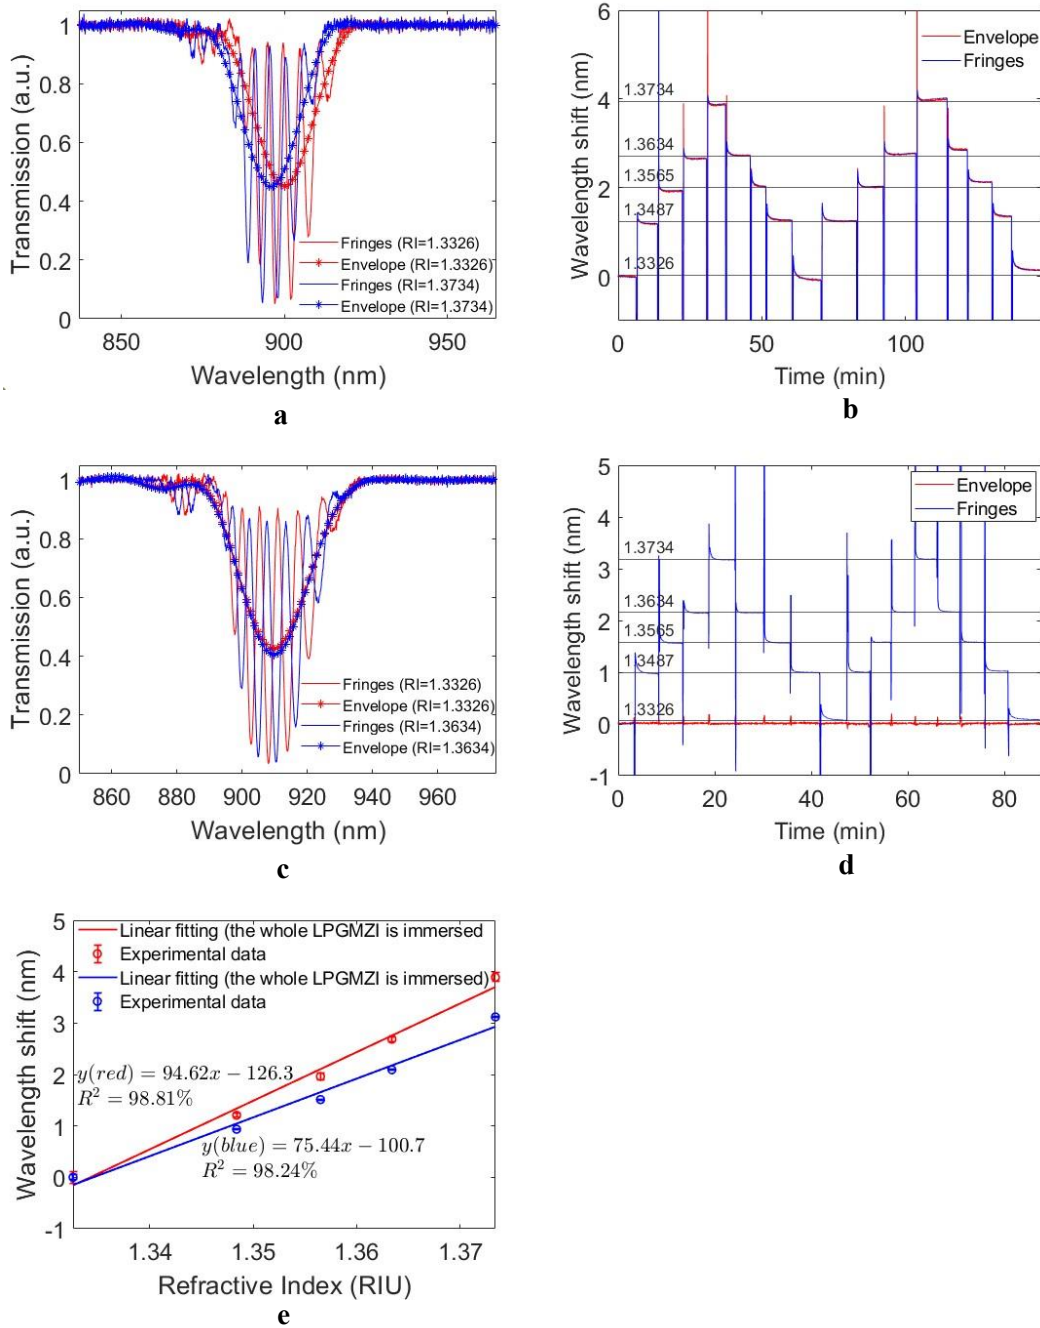 Transmission (a.u.)
1
0.8
0.6
0.4
0.2
0
Fringes (RI=1.3326)
Envelope (RI=1.3326)
Fringes (RI=1.3734)
Envelope (RI=1.3734)
850
900
950
Wavelength (nm)
a
Wavelength shift (nm)
6
4
2
0
Envelope
Fringes
1.3734
1.3634
1.3565
1.3487
1.3326
0
50
100
Time (min)
b
Transmission (a.u.)
1
0.8
0.6
0.4
0.2
0
Fringes (RI=1.3326)
Envelope (RI=1.3326)
Fringes (RI=1.3634)
Envelope (RI=1.3634)
860
880
900
920
940
960
Wavelength (nm)
c
Wavelength shift (nm)
5
4
3
2
1
0
-1
Envelope
Fringes
1.3734
1.3634
1.3565
1.3487
1.3326
0
20
40
60
80
Time (min)
d
Wavelength shift (nm)
5
4
3
2
1
0
-1
Linear fitting (the whole LPGMZI is immersed
Experimental data
Linear fitting (the whole LPGMZI is immersed)
Experimental data
y(red) = 94.62x − 126.3
R² = 98.81%
y(blue) = 75.44x − 100.7
R² = 98.24%
1.34
1.35
1.36
1.37
Refractive Index (RIU)
e